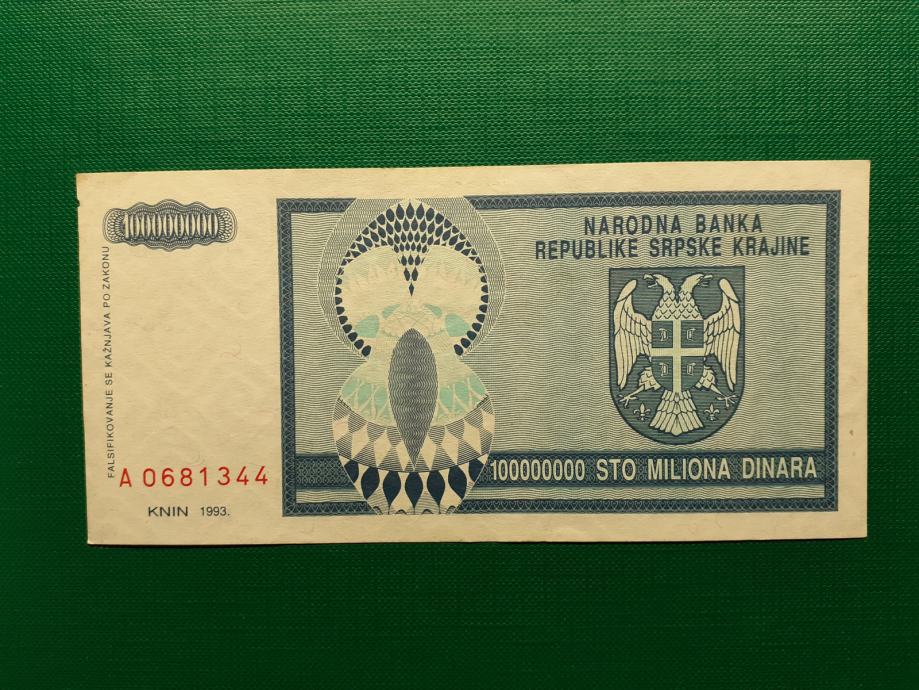 100000000
FALSIFIKOVANJE SE KAŽNJAVA PO ZAKONU
A 0681344
KNIN 1993.
NARODNA BANKA
REPUBLIKE SRPSKE KRAJINE
100000000 STO MILIONA DINARA